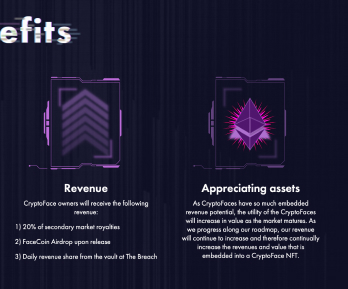 efits
Revenue
CryptoFace owners will receive the following
revenue:
1) 20% of secondary market royalties
2) FaceCoin Airdrop upon release
3) Daily revenue share from the vault at The Breach
Appreciating assets
As CryptoFaces have so much embedded
revenue potential, the utility of the CryptoFaces
will increase in value as the market matures. As
we progress along our roadmap, our revenue
will continue to increase and therefore continually
increase the revenues and value that is
embedded into a CryptoFace NFT.